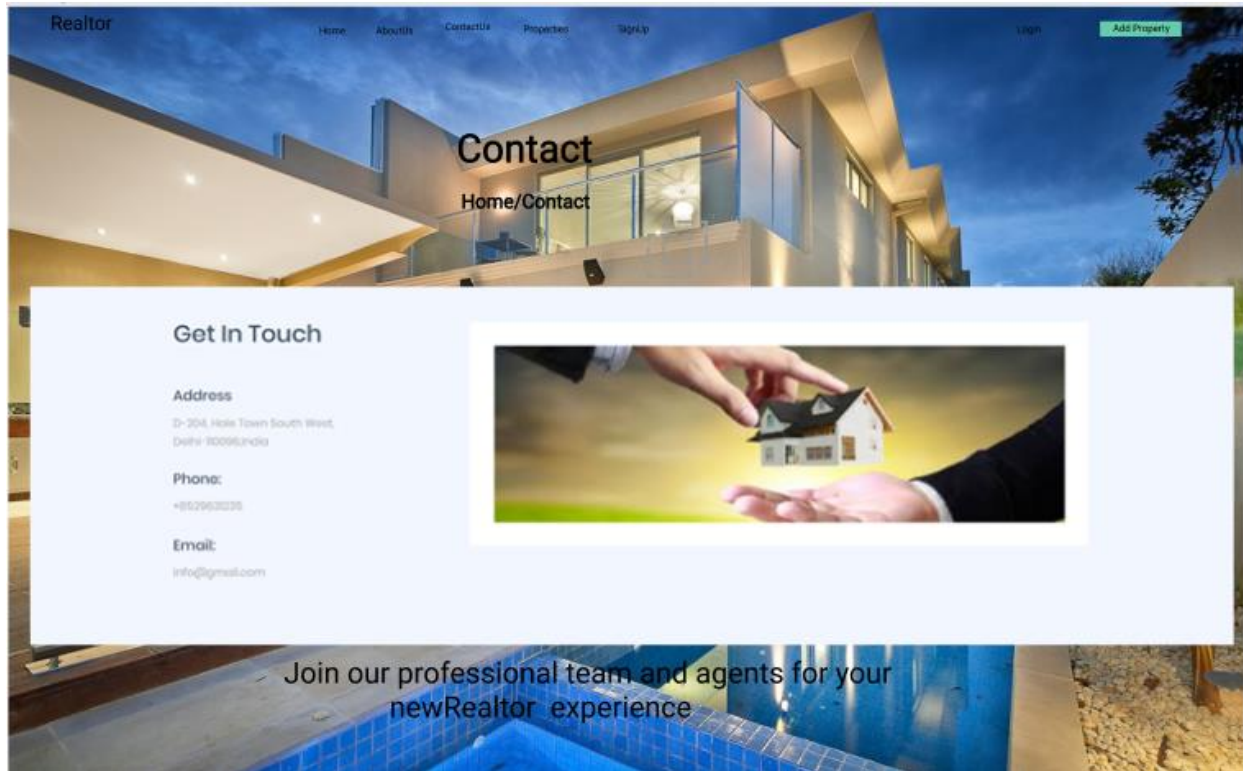 Realtor
Home AboutUs ContactUs Properties SignUp Login Add Property
Contact
Home/Contact
Get In Touch
Address
D-204, Hole Town South West,
Delhi-110096,India
Phone:
Email:
info@gmail.com
Join our professional team and agents for your
newRealtor experience